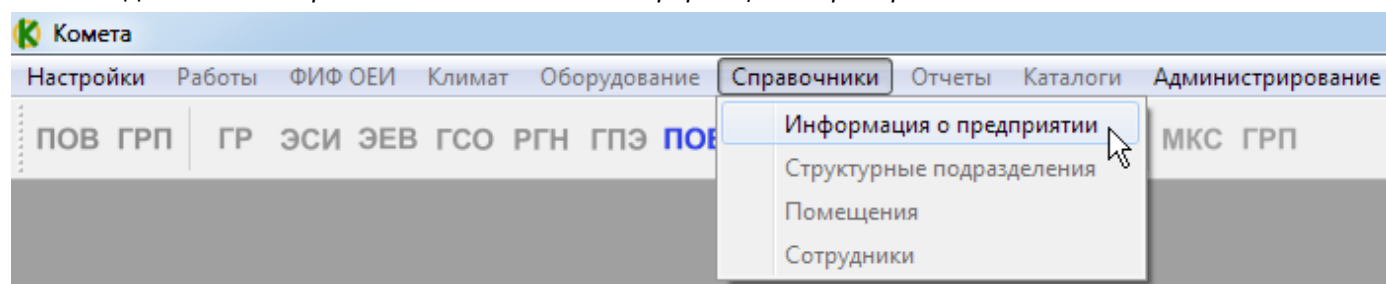 Комета
Настройки Работы ФИФ ОЕИ Климат Оборудование Справочники Отчеты Каталоги Администрирование
ПОВ ГРП ГР ЭСИ ЭЕВ ГСО РГН ГПЭ ПОВ МКС ГРП
Информация о предприятии
Структурные подразделения
Помещения
Сотрудники